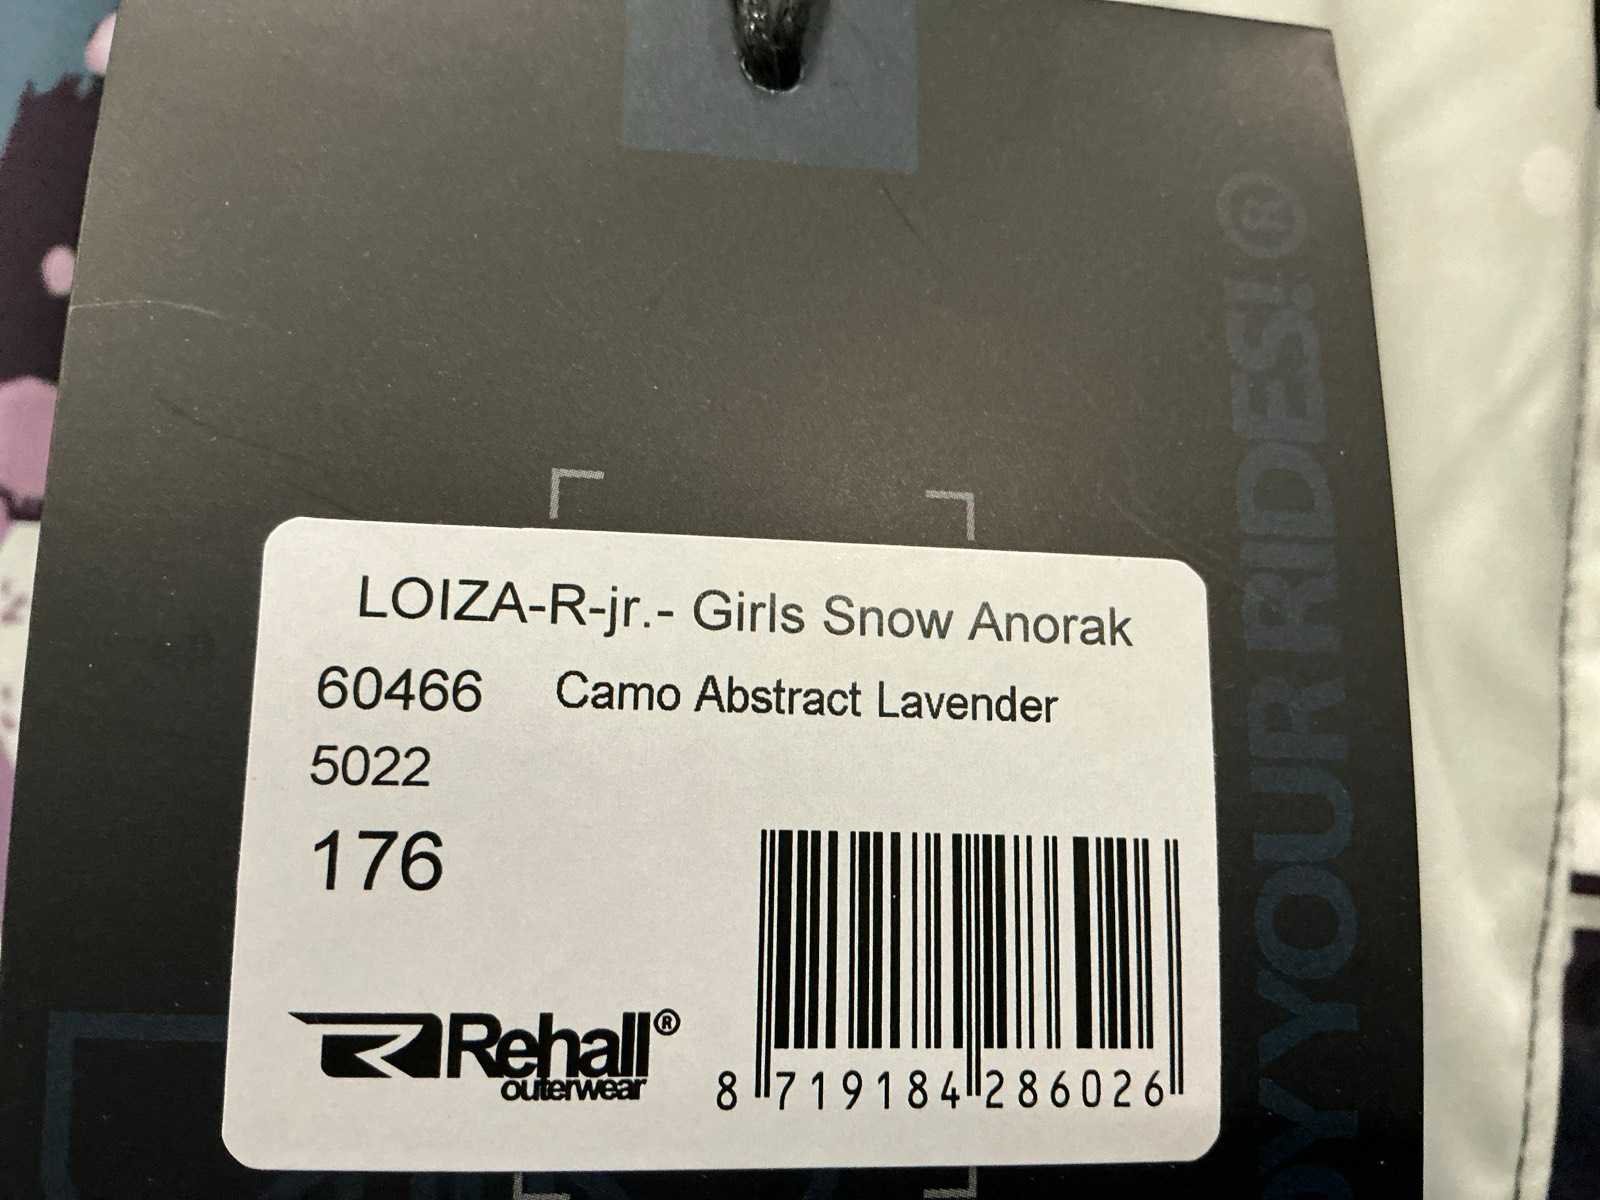 LOIZA-R-jr.- Girls Snow Anorak
60466 Camo Abstract Lavender
5022
176
Rehall®
outerwear
8 719184 286026
YOUR RIDES!®